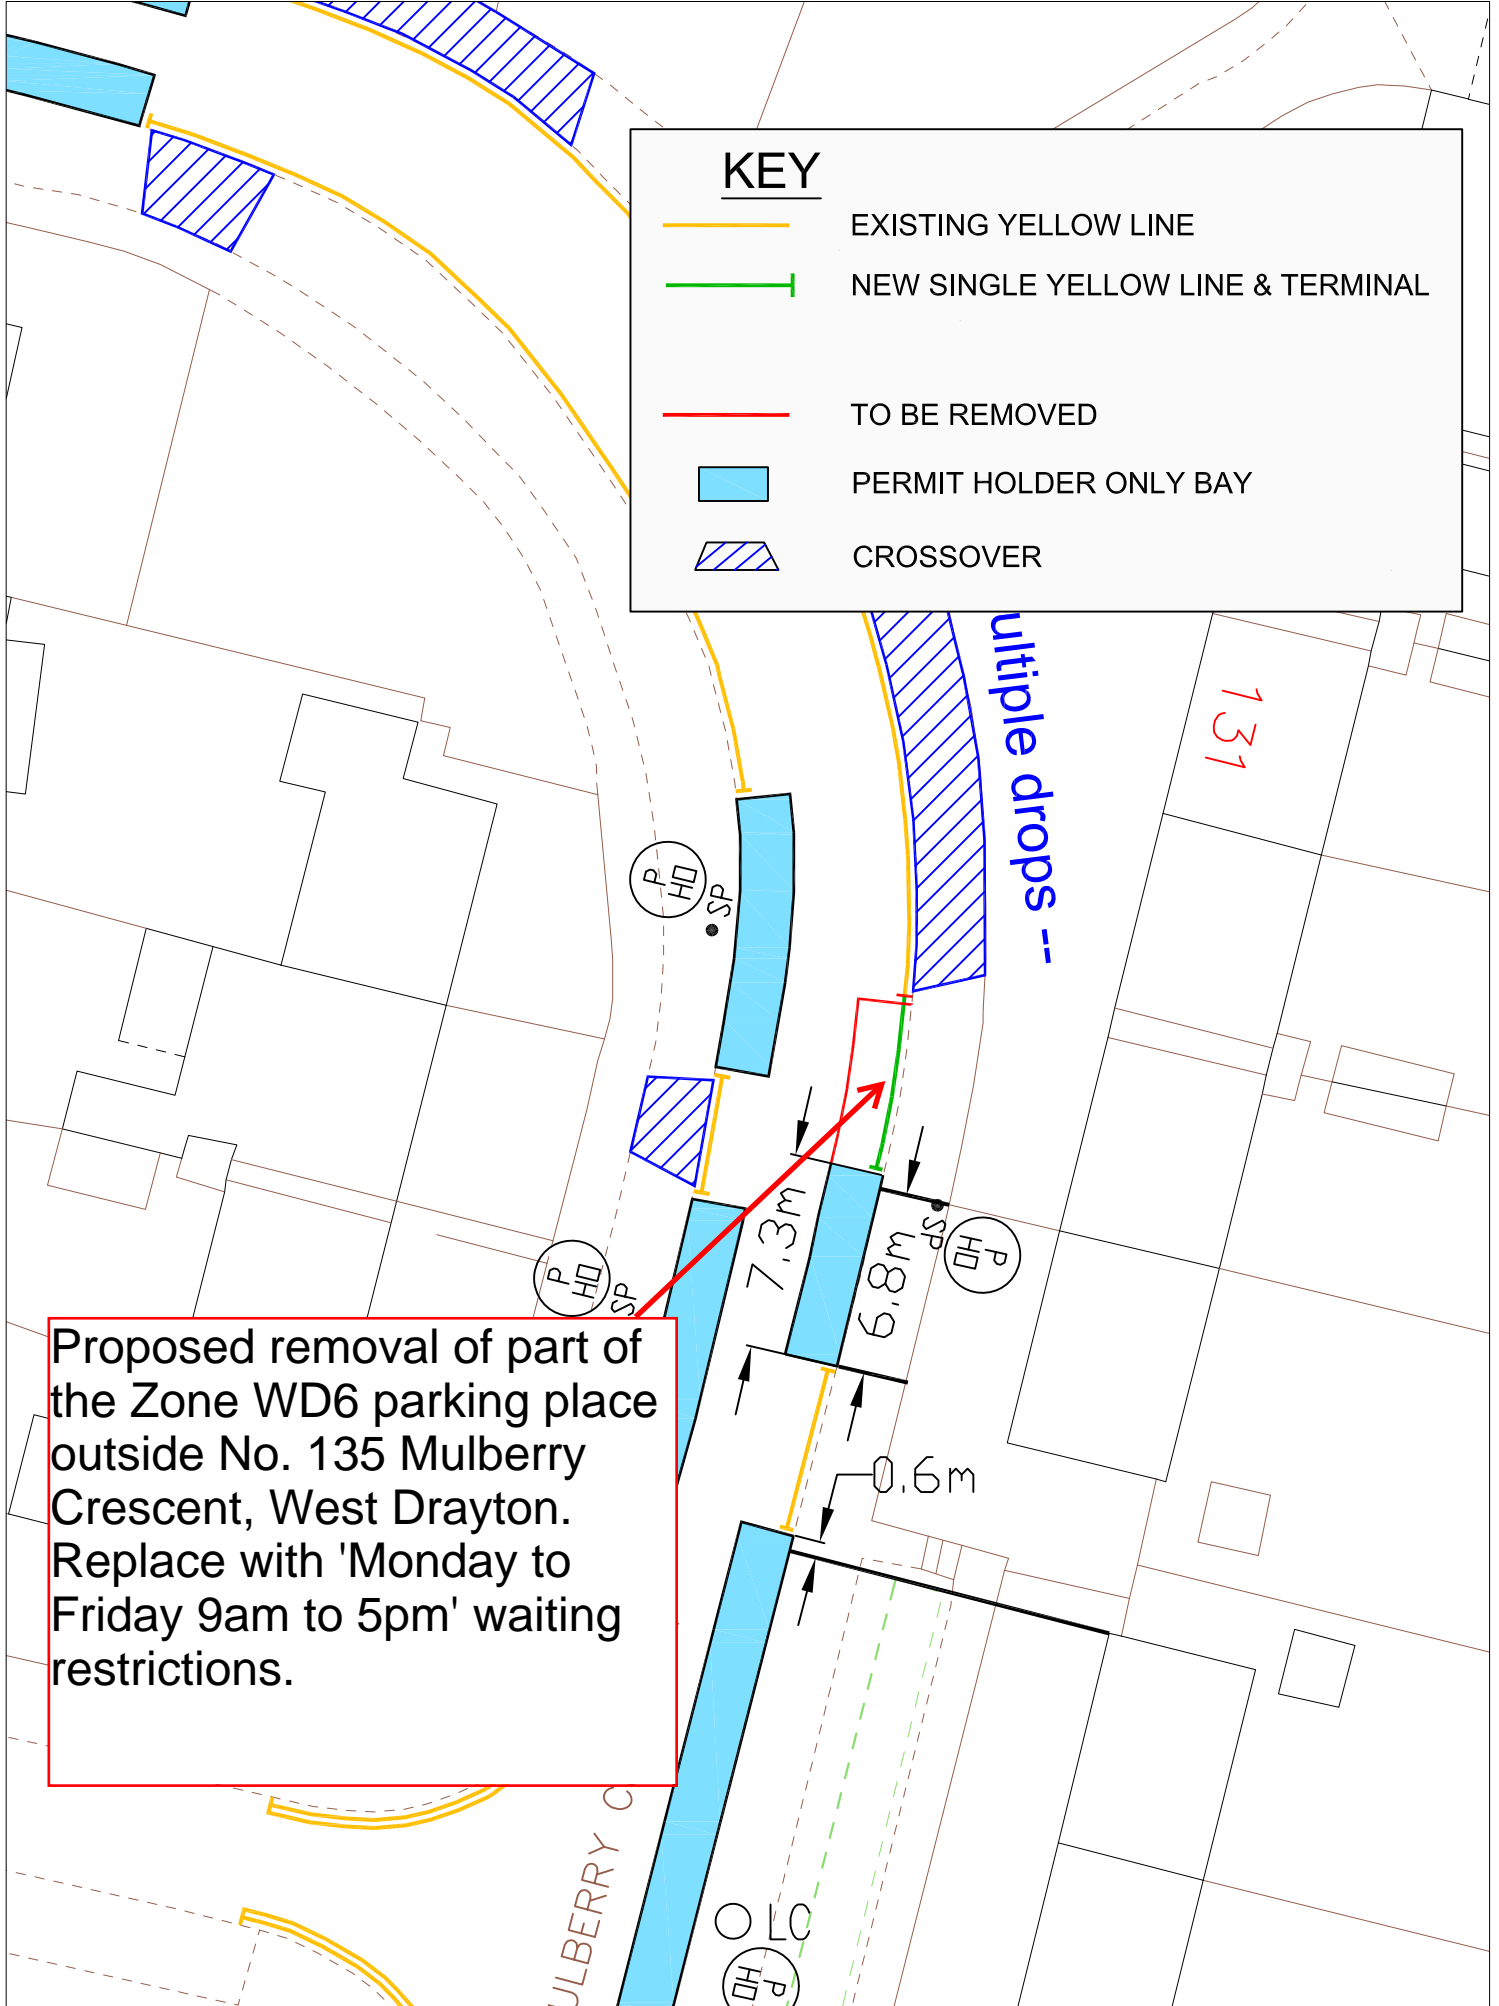 KEY
EXISTING YELLOW LINE
NEW SINGLE YELLOW LINE & TERMINAL
TO BE REMOVED
PERMIT HOLDER ONLY BAY
CROSSOVER
ultiple drops --
131
P
HD
SP
7.3m
6.8m
SP
P
HD
P
HD
SP
Proposed removal of part of
the Zone WD6 parking place
outside No. 135 Mulberry
Crescent, West Drayton.
Replace with 'Monday to
Friday 9am to 5pm' waiting
restrictions.
0.6m
ULBERRY C
LC
P
HD